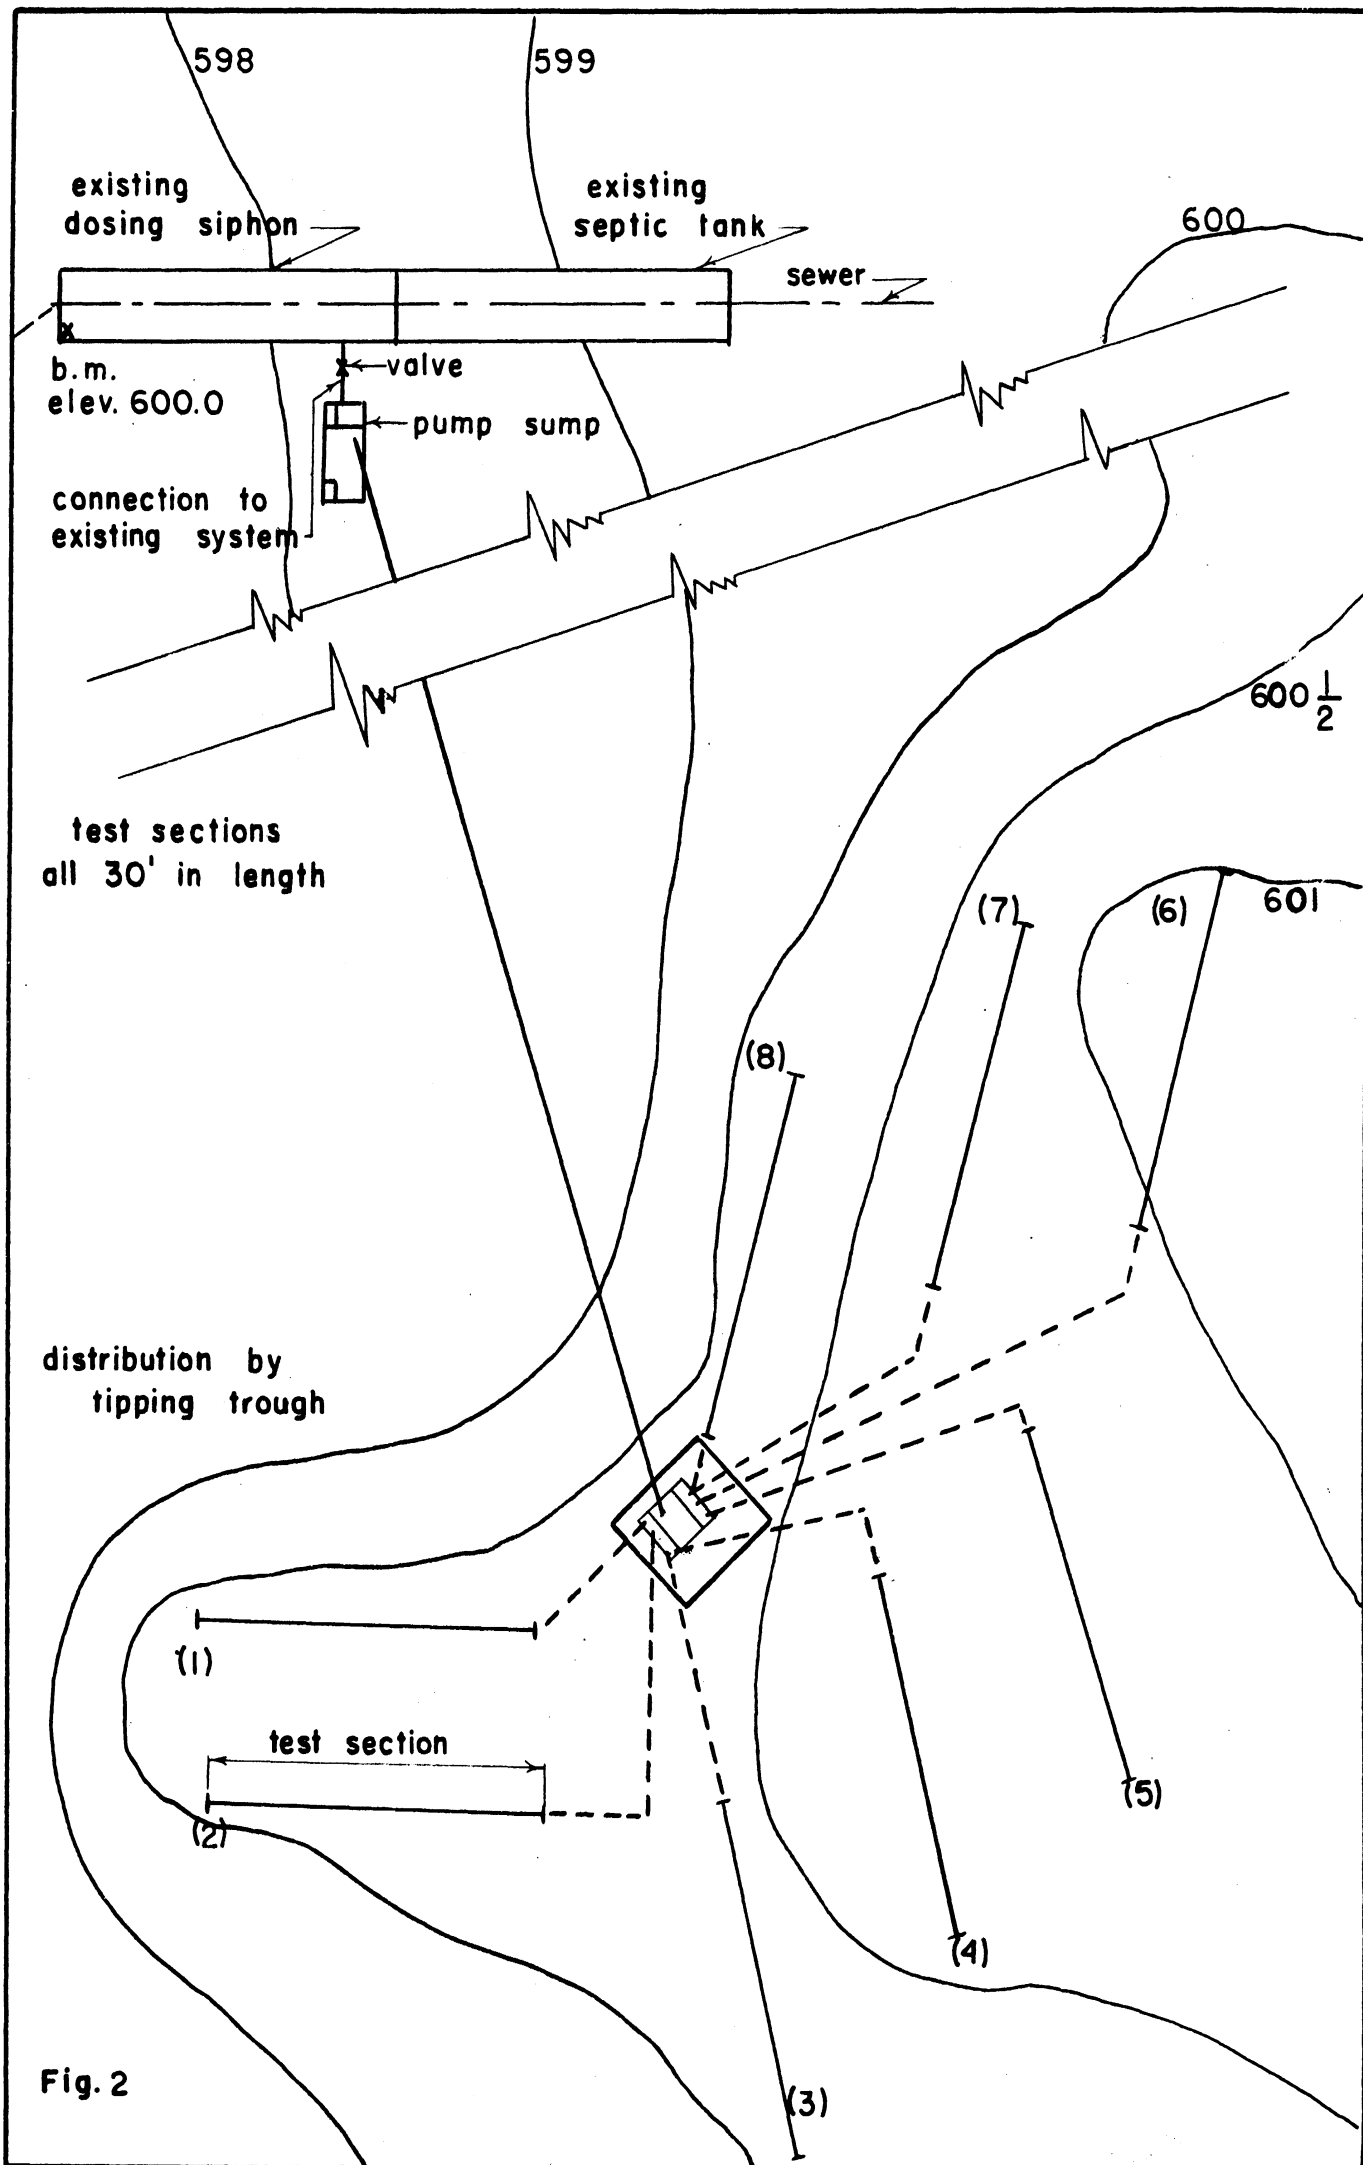 598
599
existing
dosing siphon
existing
septic tank
600
sewer
x
b.m.
elev. 600.0
valve
pump sump
connection to
existing system
600 1/2
test sections
all 30' in length
(7)
(6)
601
(8)
distribution by
tipping trough
(1)
test section
(2)
(5)
(4)
(3)
Fig. 2